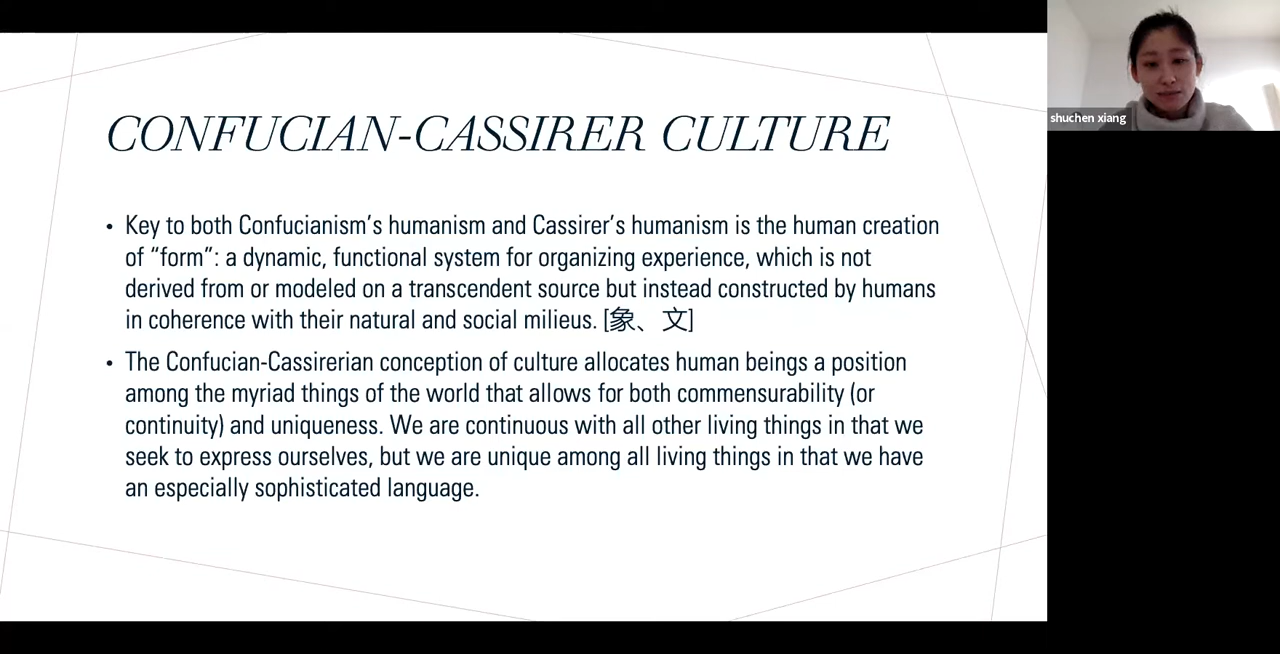 CONFUCIAN-CASSIRER CULTURE
• Key to both Confucianism’s humanism and Cassirer’s humanism is the human creation
of “form”: a dynamic, functional system for organizing experience, which is not
derived from or modeled on a transcendent source but instead constructed by humans
in coherence with their natural and social milieus. [象、文]
• The Confucian-Cassirerian conception of culture allocates human beings a position
among the myriad things of the world that allows for both commensurability (or
continuity) and uniqueness. We are continuous with all other living things in that we
seek to express ourselves, but we are unique among all living things in that we have
an especially sophisticated language.
shuchen xiang